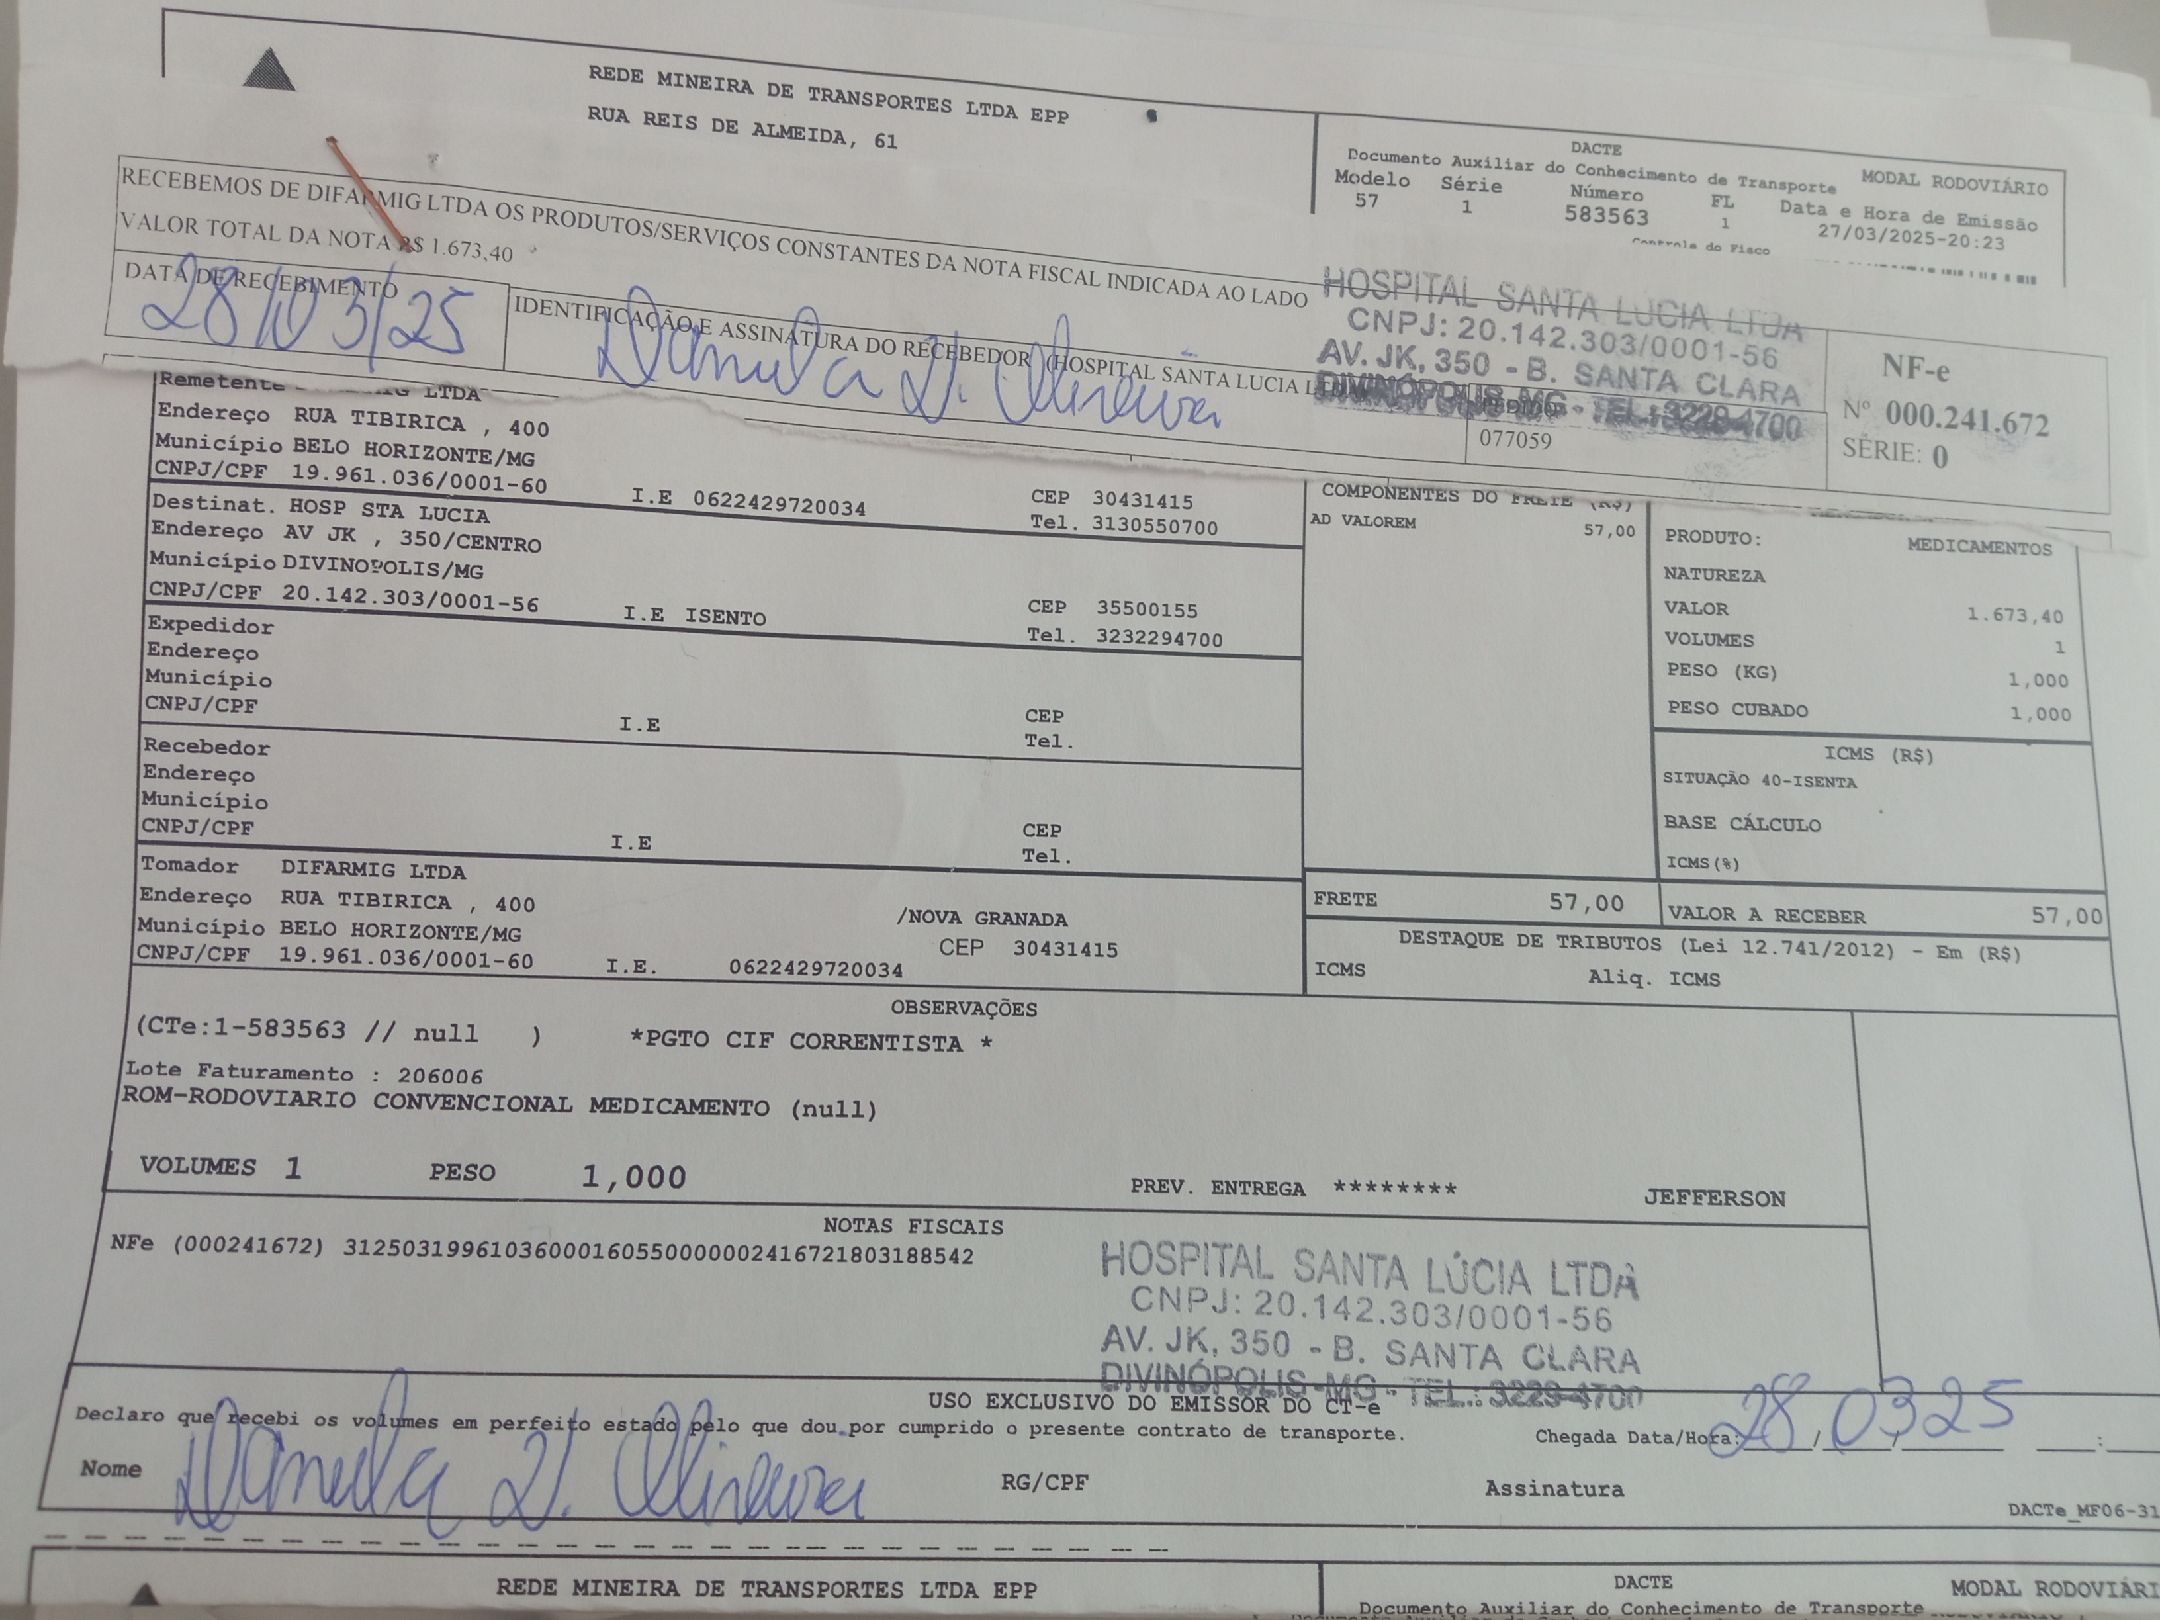 REDE MINEIRA DE TRANSPORTES LTDA EPP
RUA REIS DE ALMEIDA, 61
DACTE
Documento Auxiliar do Conhecimento de Transporte
MODAL RODOVIÁRIO
Modelo Série Número FL Data e Hora de Emissão
57 1 583563 1 27/03/2025-20:23
Controle do Fisco
RECEBEMOS DE DIFARMIG LTDA OS PRODUTOS/SERVIÇOS CONSTANTES DA NOTA FISCAL INDICADA AO LADO
VALOR TOTAL DA NOTA R$ 1.673,40
DATA DE RECEBIMENTO
28/03/25
IDENTIFICAÇÃO E ASSINATURA DO RECEBEDOR (HOSPITAL SANTA LUCIA
Oliveira
HOSPITAL SANTA LUCIA LTDA
CNPJ: 20.142.303/0001-56
AV. JK, 350 - B. SANTA CLARA
DIVINÓPOLIS-MG - TEL.: 3229-4700
077059
NF-e
Nº 000.241.672
SÉRIE: 0
Remetente LTDA
Endereço RUA TIBIRICA , 400
Município BELO HORIZONTE/MG
CNPJ/CPF 19.961.036/0001-60 I.E 0622429720034
CEP 30431415
Tel. 3130550700
Destinat. HOSP STA LUCIA
Endereço AV JK , 350/CENTRO
Município DIVINOPOLIS/MG
CNPJ/CPF 20.142.303/0001-56 I.E ISENTO
CEP 35500155
Tel. 3232294700
Expedidor
Endereço
Município
CNPJ/CPF I.E
CEP
Tel.
Recebedor
Endereço
Município
CNPJ/CPF I.E
CEP
Tel.
Tomador DIFARMIG LTDA
Endereço RUA TIBIRICA , 400 /NOVA GRANADA
Município BELO HORIZONTE/MG CEP 30431415
CNPJ/CPF 19.961.036/0001-60 I.E. 0622429720034
COMPONENTES DO FRETE (R$)
AD VALOREM 57,00
PRODUTO: MEDICAMENTOS
NATUREZA
VALOR 1.673,40
VOLUMES 1
PESO (KG) 1,000
PESO CUBADO 1,000
ICMS (R$)
SITUAÇÃO 40-ISENTA
BASE CÁLCULO
ICMS(%)
FRETE 57,00 VALOR A RECEBER 57,00
DESTAQUE DE TRIBUTOS (Lei 12.741/2012) - Em (R$)
ICMS Aliq. ICMS
OBSERVAÇÕES
(CTe:1-583563 // null ) *PGTO CIF CORRENTISTA *
Lote Faturamento : 206006
ROM-RODOVIARIO CONVENCIONAL MEDICAMENTO (null)
VOLUMES 1 PESO 1,000 PREV. ENTREGA ******** JEFFERSON
NOTAS FISCAIS
NFe (000241672) 31250319961036000160550000002416721803188542
HOSPITAL SANTA LÚCIA LTDA
CNPJ: 20.142.303/0001-56
AV. JK, 350 - B. SANTA CLARA
DIVINÓPOLIS-MG - TEL.: 3229-4700
USO EXCLUSIVO DO EMISSOR DO CT-e
Declaro que recebi os volumes em perfeito estado pelo que dou por cumprido o presente contrato de transporte.
Chegada Data/Hora: 28/03/25 :
Nome Oliveira RG/CPF Assinatura
DACTe_MF06-31
REDE MINEIRA DE TRANSPORTES LTDA EPP
DACTE
MODAL RODOVIÁRI
Documento Auxiliar do Conhecimento de Transporte